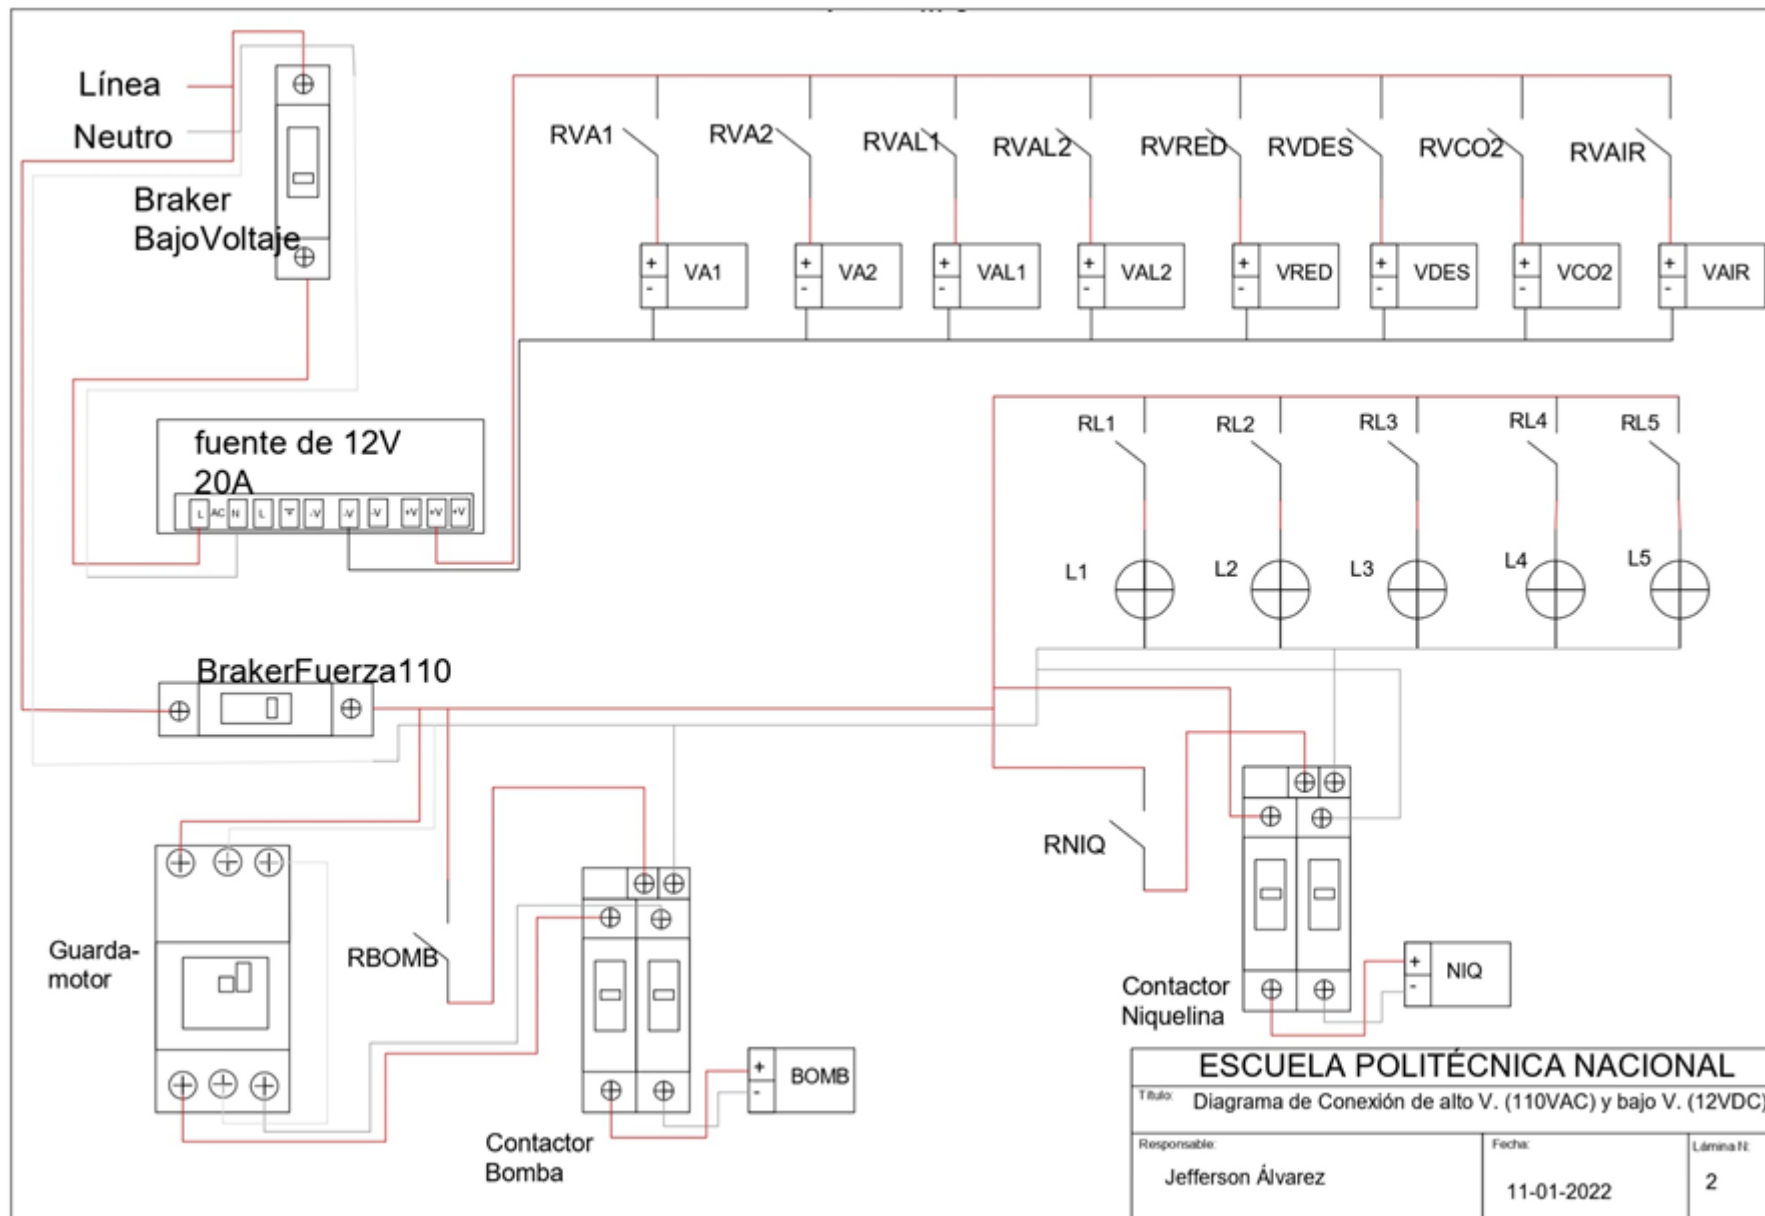 Línea
Neutro
Braker
BajoVoltaje
RVA1
RVA2
RVAL1
RVAL2
RVRED
RVDES
RVCO2
RVAIR
+
-
VA1
+
-
VA2
+
-
VAL1
+
-
VAL2
+
-
VRED
+
-
VDES
+
-
VCO2
+
-
VAIR
fuente de 12V
20A
L AC N L -V -V -V +V +V +V
RL1
RL2
RL3
RL4
RL5
L1
L2
L3
L4
L5
BrakerFuerza110
Guarda-
motor
RBOMB
Contactor
Bomba
+
-
BOMB
RNIQ
Contactor
Niquelina
+
-
NIQ
ESCUELA POLITÉCNICA NACIONAL
Título: Diagrama de Conexión de alto V. (110VAC) y bajo V. (12VDC)
Responsable:
Jefferson Álvarez
Fecha:
11-01-2022
Lámina N:
2